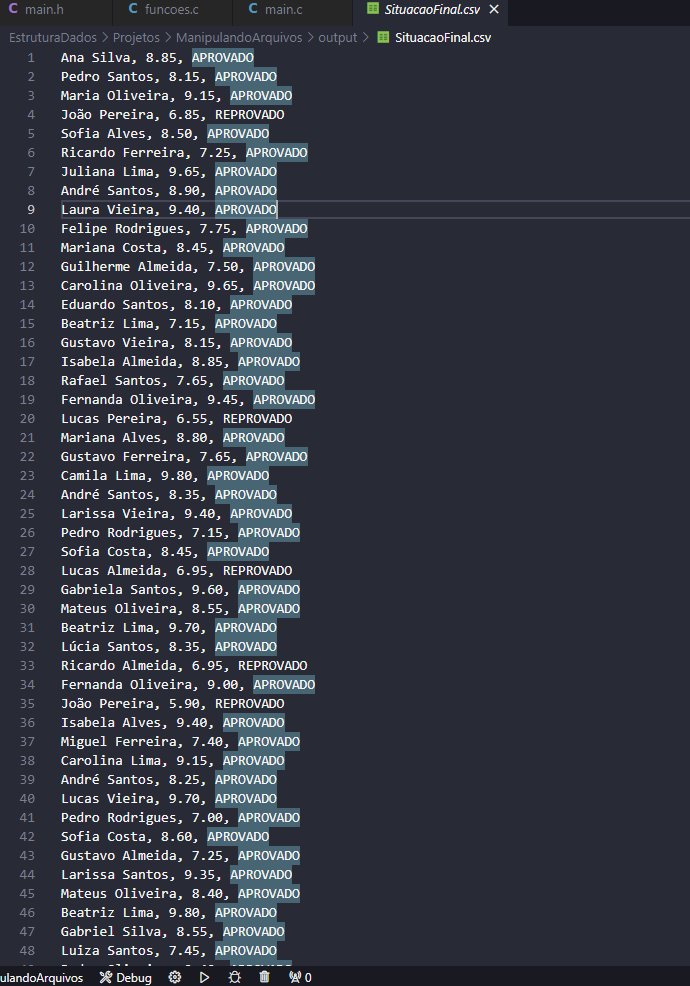 main.h funcoes.c main.c SituacaoFinal.csv
EstruturaDados > Projetos > ManipulandoArquivos > output > SituacaoFinal.csv
1 Ana Silva, 8.85, APROVADO
2 Pedro Santos, 8.15, APROVADO
3 Maria Oliveira, 9.15, APROVADO
4 João Pereira, 6.85, REPROVADO
5 Sofia Alves, 8.50, APROVADO
6 Ricardo Ferreira, 7.25, APROVADO
7 Juliana Lima, 9.65, APROVADO
8 André Santos, 8.90, APROVADO
9 Laura Vieira, 9.40, APROVADO
10 Felipe Rodrigues, 7.75, APROVADO
11 Mariana Costa, 8.45, APROVADO
12 Guilherme Almeida, 7.50, APROVADO
13 Carolina Oliveira, 9.65, APROVADO
14 Eduardo Santos, 8.10, APROVADO
15 Beatriz Lima, 7.15, APROVADO
16 Gustavo Vieira, 8.15, APROVADO
17 Isabela Almeida, 8.85, APROVADO
18 Rafael Santos, 7.65, APROVADO
19 Fernanda Oliveira, 9.45, APROVADO
20 Lucas Pereira, 6.55, REPROVADO
21 Mariana Alves, 8.80, APROVADO
22 Gustavo Ferreira, 7.65, APROVADO
23 Camila Lima, 9.80, APROVADO
24 André Santos, 8.35, APROVADO
25 Larissa Vieira, 9.40, APROVADO
26 Pedro Rodrigues, 7.15, APROVADO
27 Sofia Costa, 8.45, APROVADO
28 Lucas Almeida, 6.95, REPROVADO
29 Gabriela Santos, 9.60, APROVADO
30 Mateus Oliveira, 8.55, APROVADO
31 Beatriz Lima, 9.70, APROVADO
32 Lúcia Santos, 8.35, APROVADO
33 Ricardo Almeida, 6.95, REPROVADO
34 Fernanda Oliveira, 9.00, APROVADO
35 João Pereira, 5.90, REPROVADO
36 Isabela Alves, 9.40, APROVADO
37 Miguel Ferreira, 7.40, APROVADO
38 Carolina Lima, 9.15, APROVADO
39 André Santos, 8.25, APROVADO
40 Lucas Vieira, 9.70, APROVADO
41 Pedro Rodrigues, 7.00, APROVADO
42 Sofia Costa, 8.60, APROVADO
43 Gustavo Almeida, 7.25, APROVADO
44 Larissa Santos, 9.35, APROVADO
45 Mateus Oliveira, 8.40, APROVADO
46 Beatriz Lima, 9.80, APROVADO
47 Gabriel Silva, 8.55, APROVADO
48 Luiza Santos, 7.45, APROVADO
ulandoArquivos Debug 0